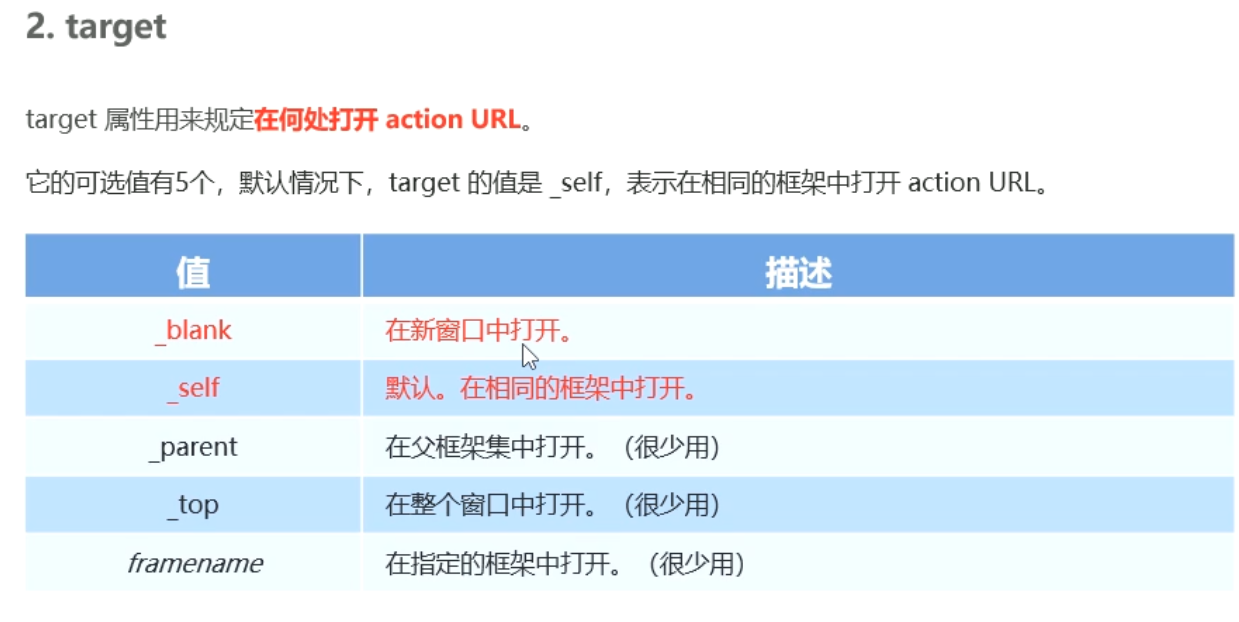 2. target
target 属性用来规定在何处打开 action URL。
它的可选值有5个，默认情况下，target 的值是 _self，表示在相同的框架中打开 action URL。
值 描述
_blank 在新窗口中打开。
_self 默认。在相同的框架中打开。
_parent 在父框架集中打开。（很少用）
_top 在整个窗口中打开。（很少用）
framename 在指定的框架中打开。（很少用）